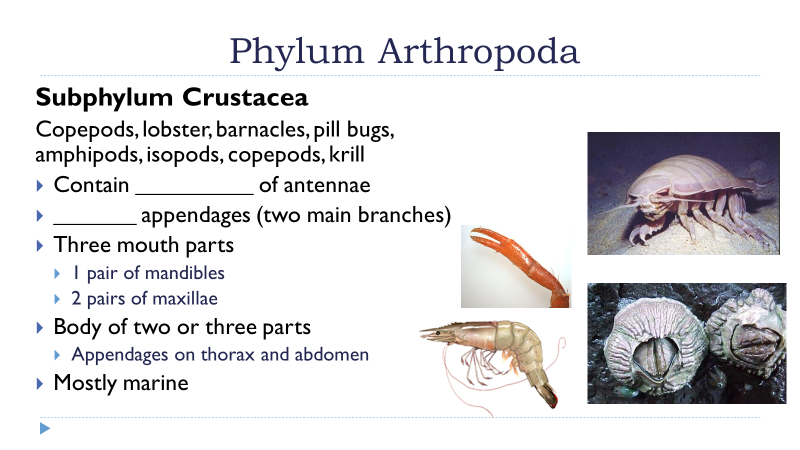 Phylum Arthropoda
Subphylum Crustacea
Copepods, lobster, barnacles, pill bugs,
amphipods, isopods, copepods, krill
Contain __________ of antennae
_______ appendages (two main branches)
Three mouth parts
1 pair of mandibles
2 pairs of maxillae
Body of two or three parts
Appendages on thorax and abdomen
Mostly marine